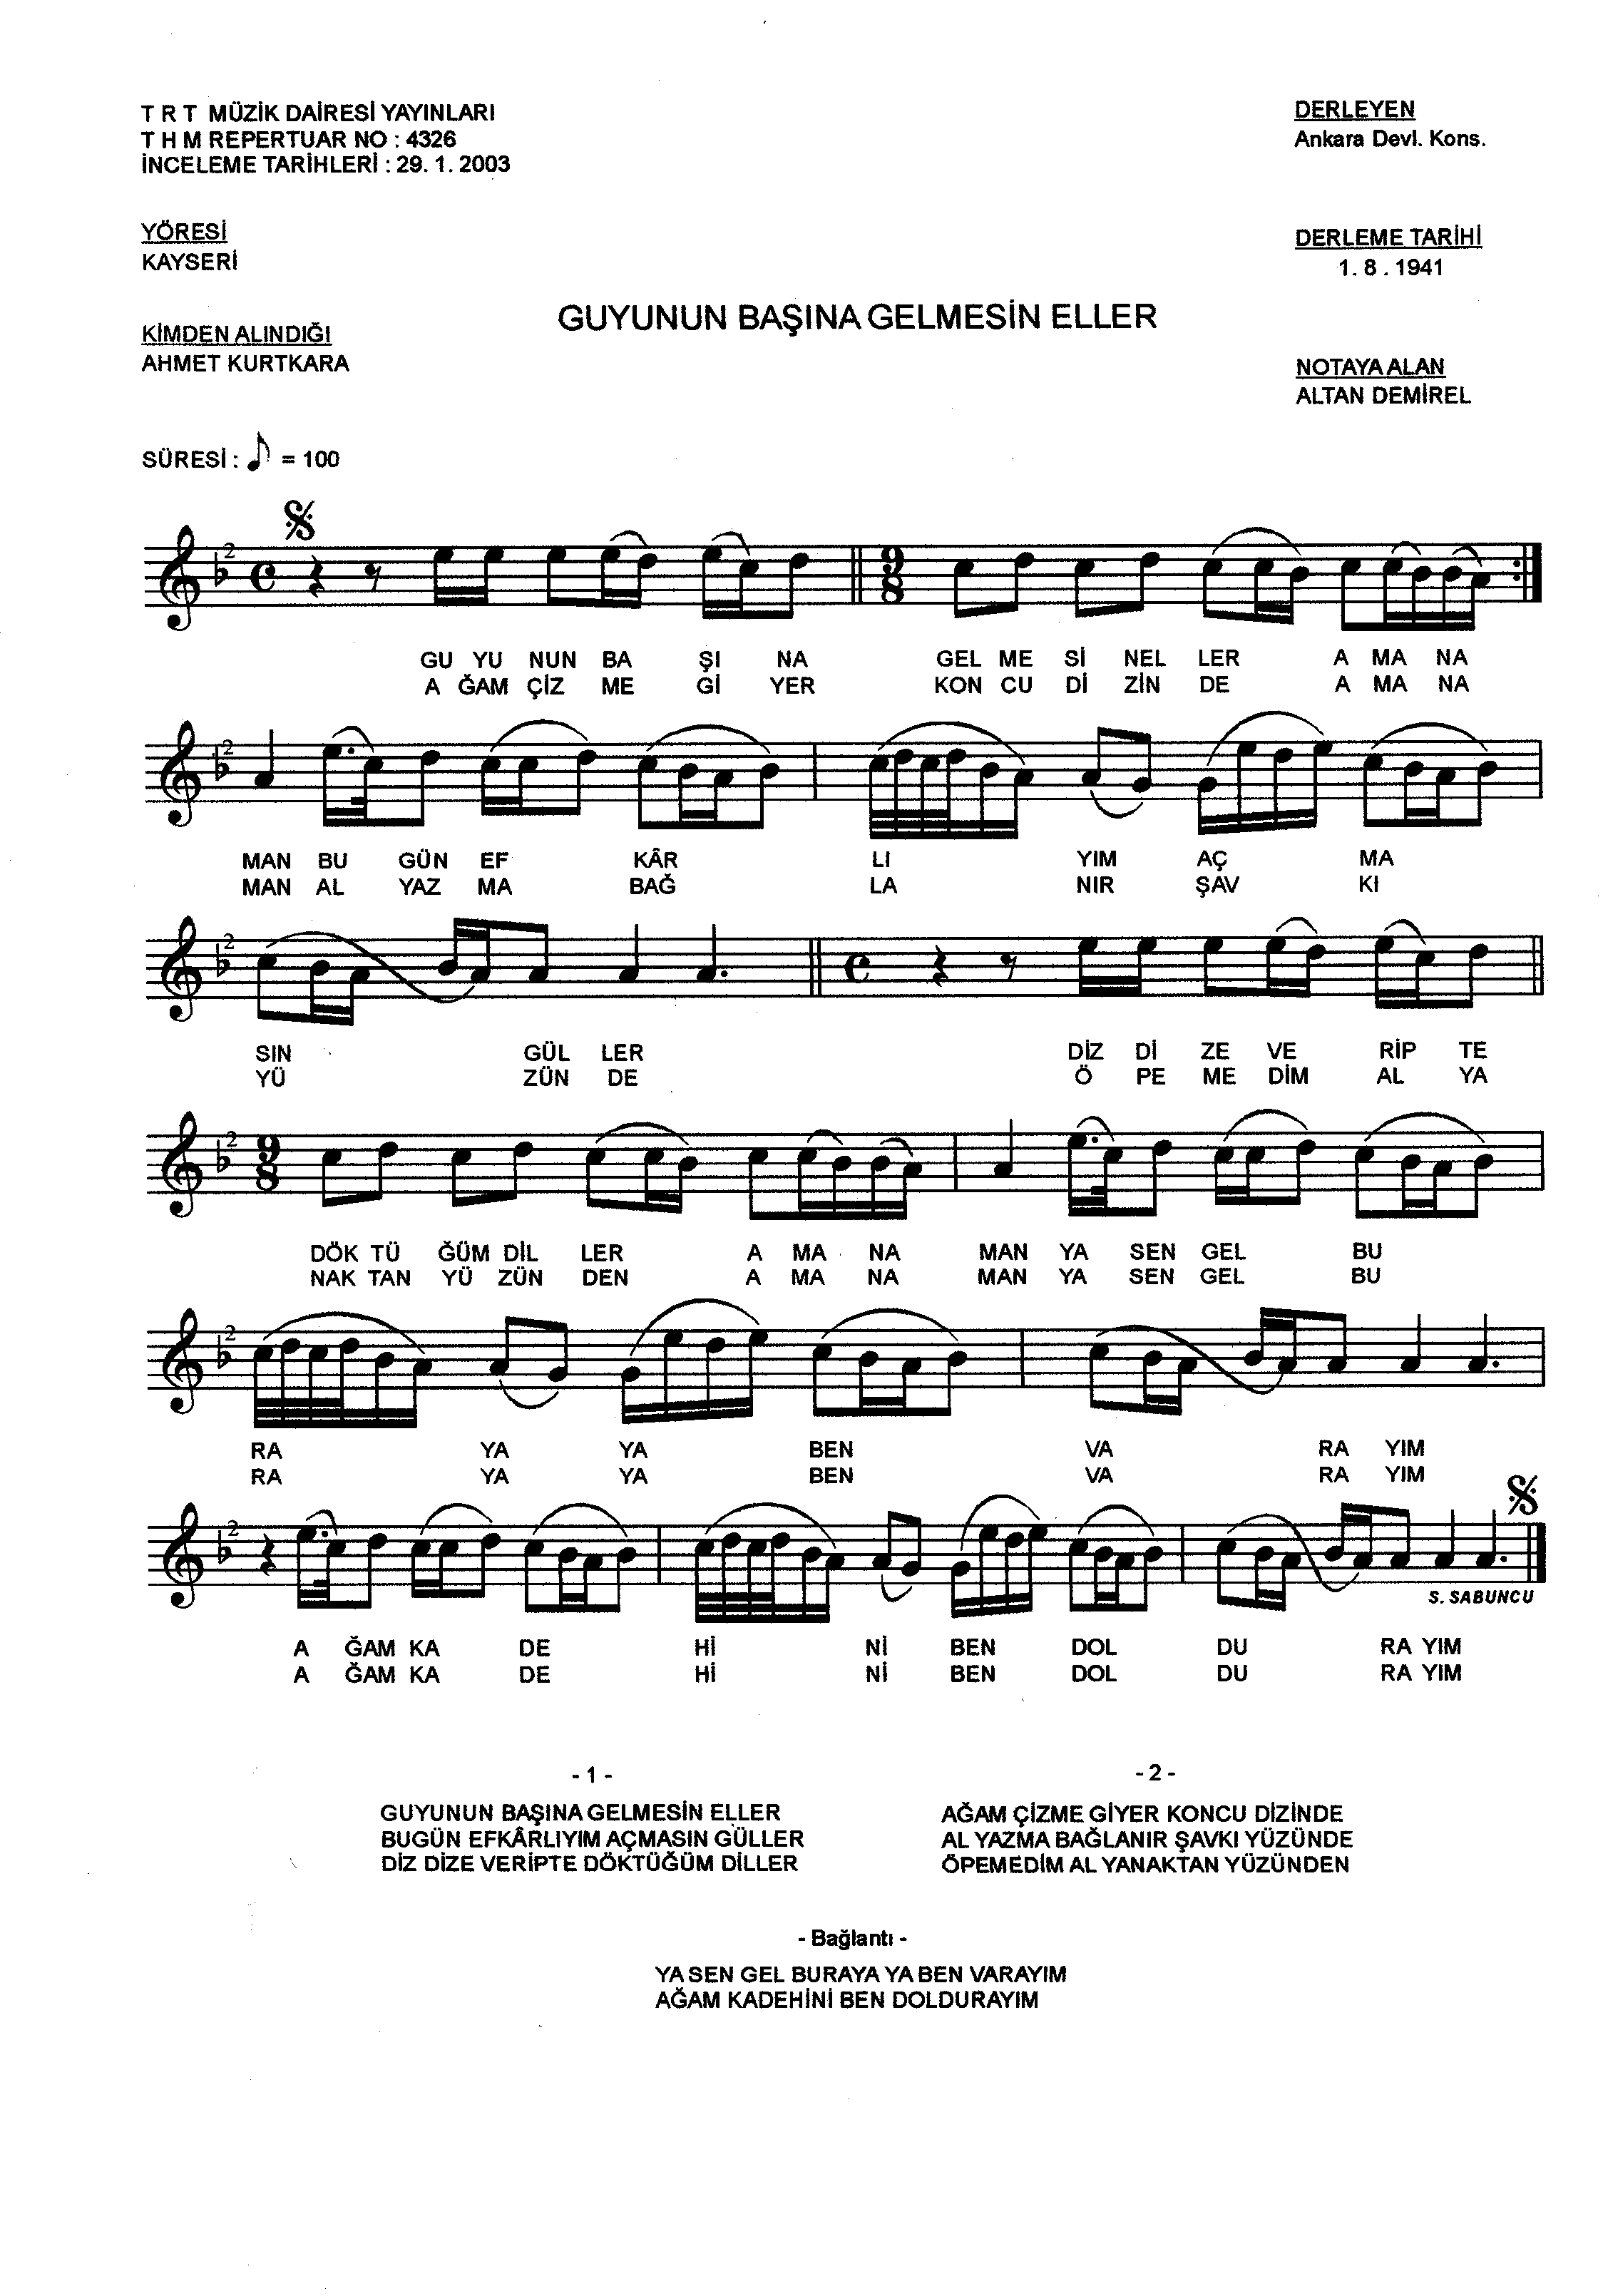 T R T MÜZİK DAİRESİ YAYINLARI
T H M REPERTUAR NO : 4326
İNCELEME TARİHLERİ : 29. 1. 2003
DERLEYEN
Ankara Devl. Kons.
YÖRESİ
KAYSERİ
DERLEME TARİHİ
1. 8 . 1941
GUYUNUN BAŞINA GELMESİN ELLER
KİMDEN ALINDIĞI
AHMET KURTKARA
NOTAYA ALAN
ALTAN DEMİREL
SÜRESİ : ♪ = 100
GU YU NUN BA ŞI NA GEL ME Sİ NEL LER A MA NA
A ĞAM ÇİZ ME Gİ YER KON CU Dİ ZİN DE A MA NA
MAN BU GÜN EF KÂR LI YIM AÇ MA
MAN AL YAZ MA BAĞ LA NIR ŞAV KI
SIN GÜL LER DİZ Dİ ZE VE RİP TE
YÜ ZÜN DE Ö PE ME DİM AL YA
DÖK TÜ ĞÜM DİL LER A MA NA MAN YA SEN GEL BU
NAK TAN YÜ ZÜN DEN A MA NA MAN YA SEN GEL BU
RA YA YA BEN VA RA YIM
RA YA YA BEN VA RA YIM
S. SABUNCU
A ĞAM KA DE Hİ Nİ BEN DOL DU RA YIM
A ĞAM KA DE Hİ Nİ BEN DOL DU RA YIM
- 1 -
GUYUNUN BAŞINA GELMESİN ELLER
BUGÜN EFKÂRLIYIM AÇMASIN GÜLLER
DİZ DİZE VERİPTE DÖKTÜĞÜM DİLLER
- 2 -
AĞAM ÇİZME GİYER KONCU DİZİNDE
AL YAZMA BAĞLANIR ŞAVKI YÜZÜNDE
ÖPEMEDİM AL YANAKTAN YÜZÜNDEN
- Bağlantı -
YA SEN GEL BURAYA YA BEN VARAYIM
AĞAM KADEHİNİ BEN DOLDURAYIM